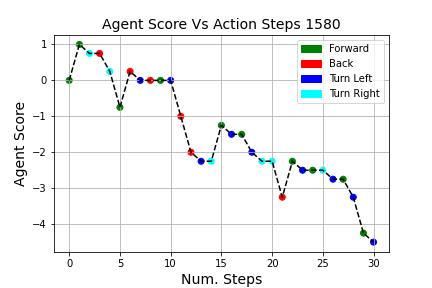 Agent Score Vs Action Steps 1580
Forward
Back
Turn Left
Turn Right
1
0
−1
−2
−3
−4
Agent Score
0 5 10 15 20 25 30
Num. Steps